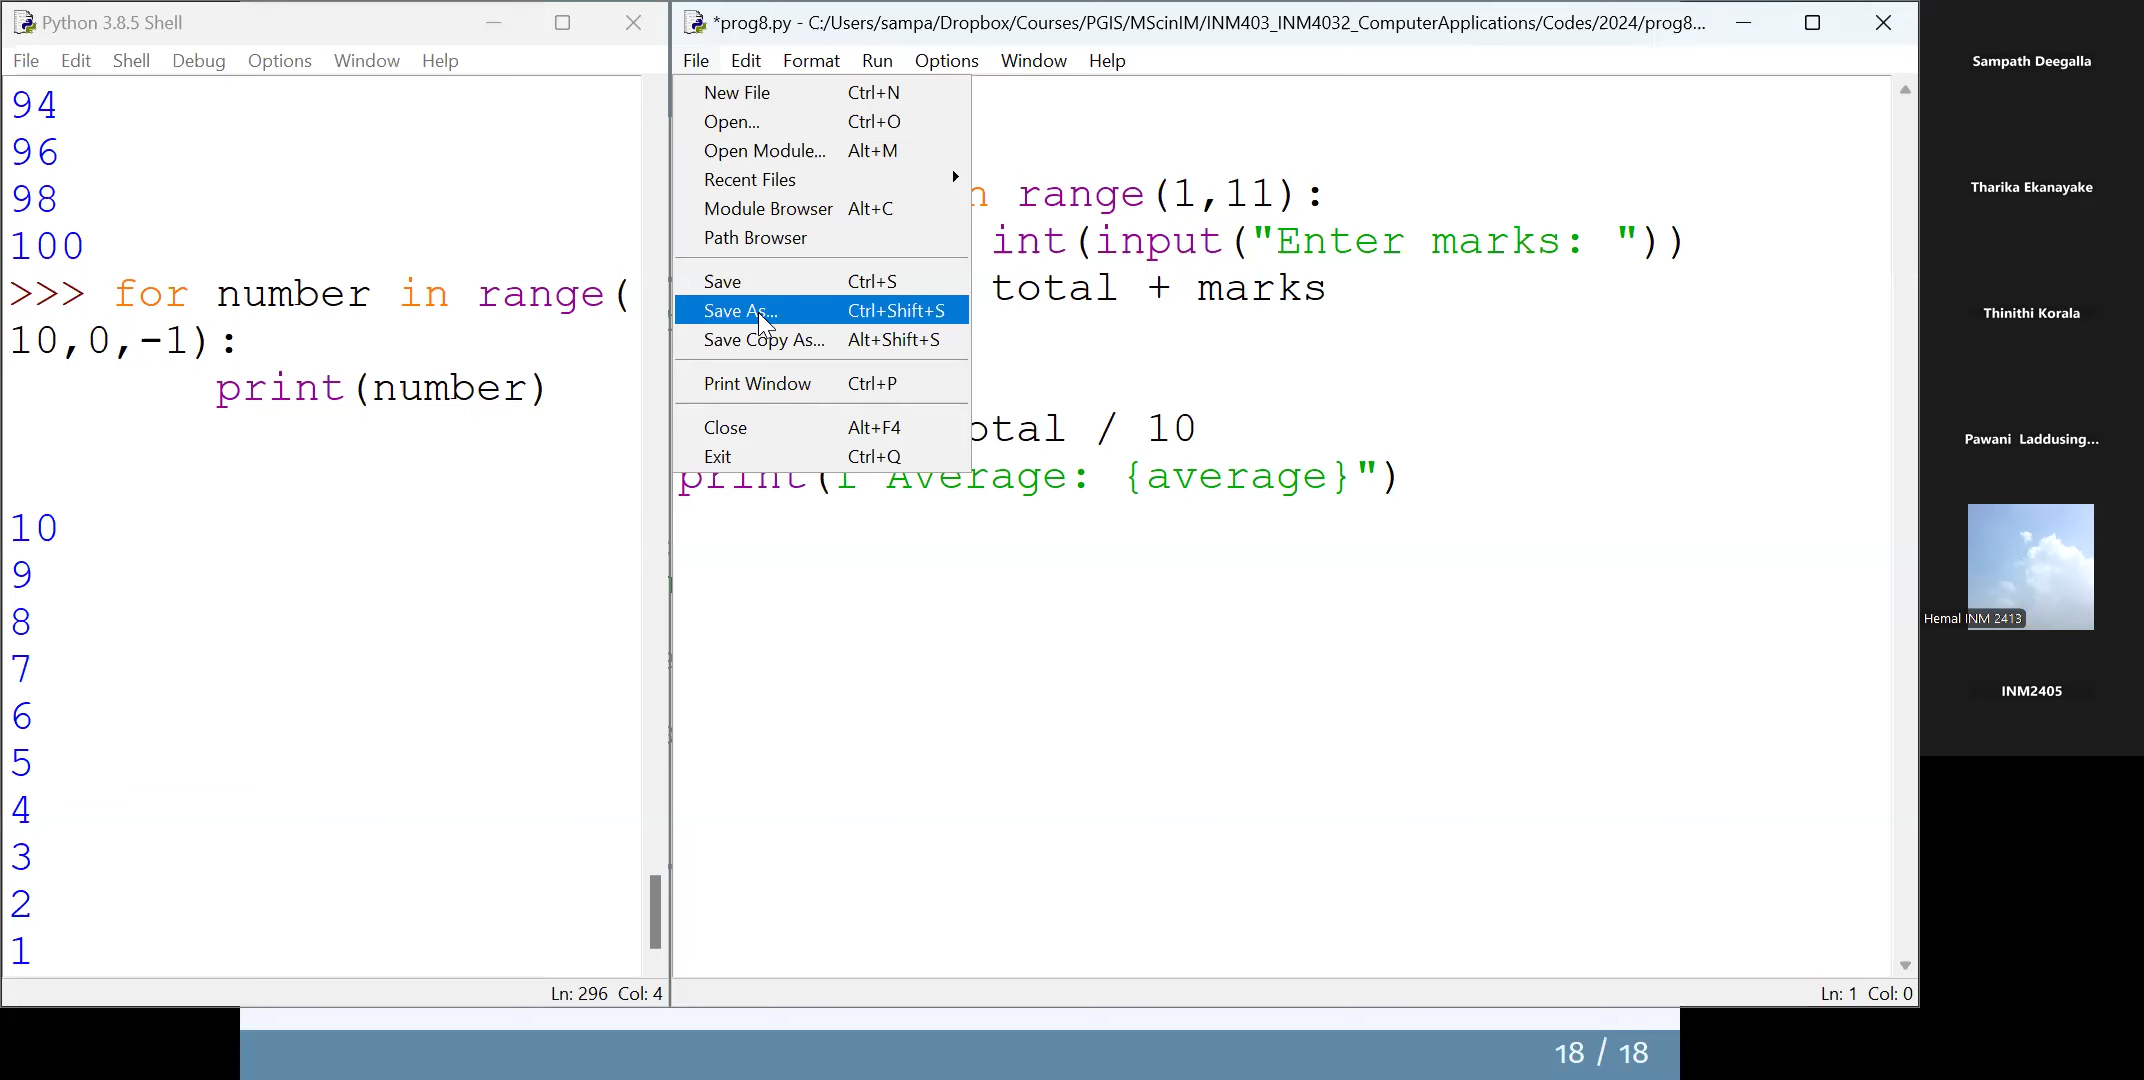 Python 3.8.5 Shell
File Edit Shell Debug Options Window Help
94
96
98
100
>>> for number in range(
10,0,-1):
print(number)
10
9
8
7
6
5
4
3
2
1
Ln: 296 Col: 4
*prog8.py - C:/Users/sampa/Dropbox/Courses/PGIS/MScinIM/INM403_INM4032_ComputerApplications/Codes/2024/prog8...
File Edit Format Run Options Window Help
New File Ctrl+N
Open... Ctrl+O
Open Module... Alt+M
Recent Files
Module Browser Alt+C
Path Browser
Save Ctrl+S
Save As... Ctrl+Shift+S
Save Copy As... Alt+Shift+S
Print Window Ctrl+P
Close Alt+F4
Exit Ctrl+Q
n range(1,11):
int(input("Enter marks: "))
total + marks
otal / 10
print(f"Average: {average}")
Ln: 1 Col: 0
Sampath Deegalla
Tharika Ekanayake
Thinithi Korala
Pawani Laddusing...
Hemal INM 2413
INM2405
18 / 18